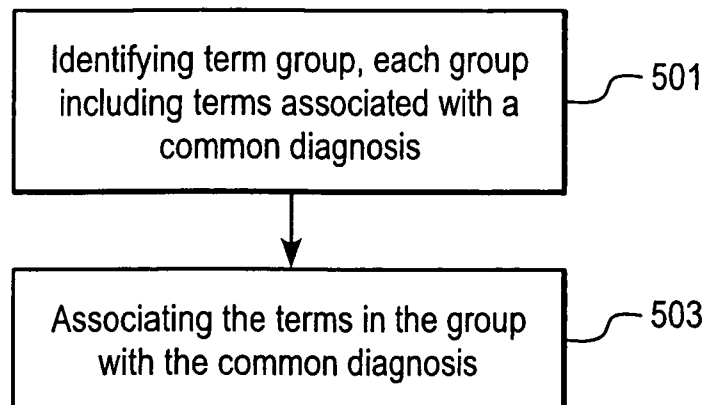 Identifying term group, each group
including terms associated with a
common diagnosis
501
Associating the terms in the group
with the common diagnosis
503